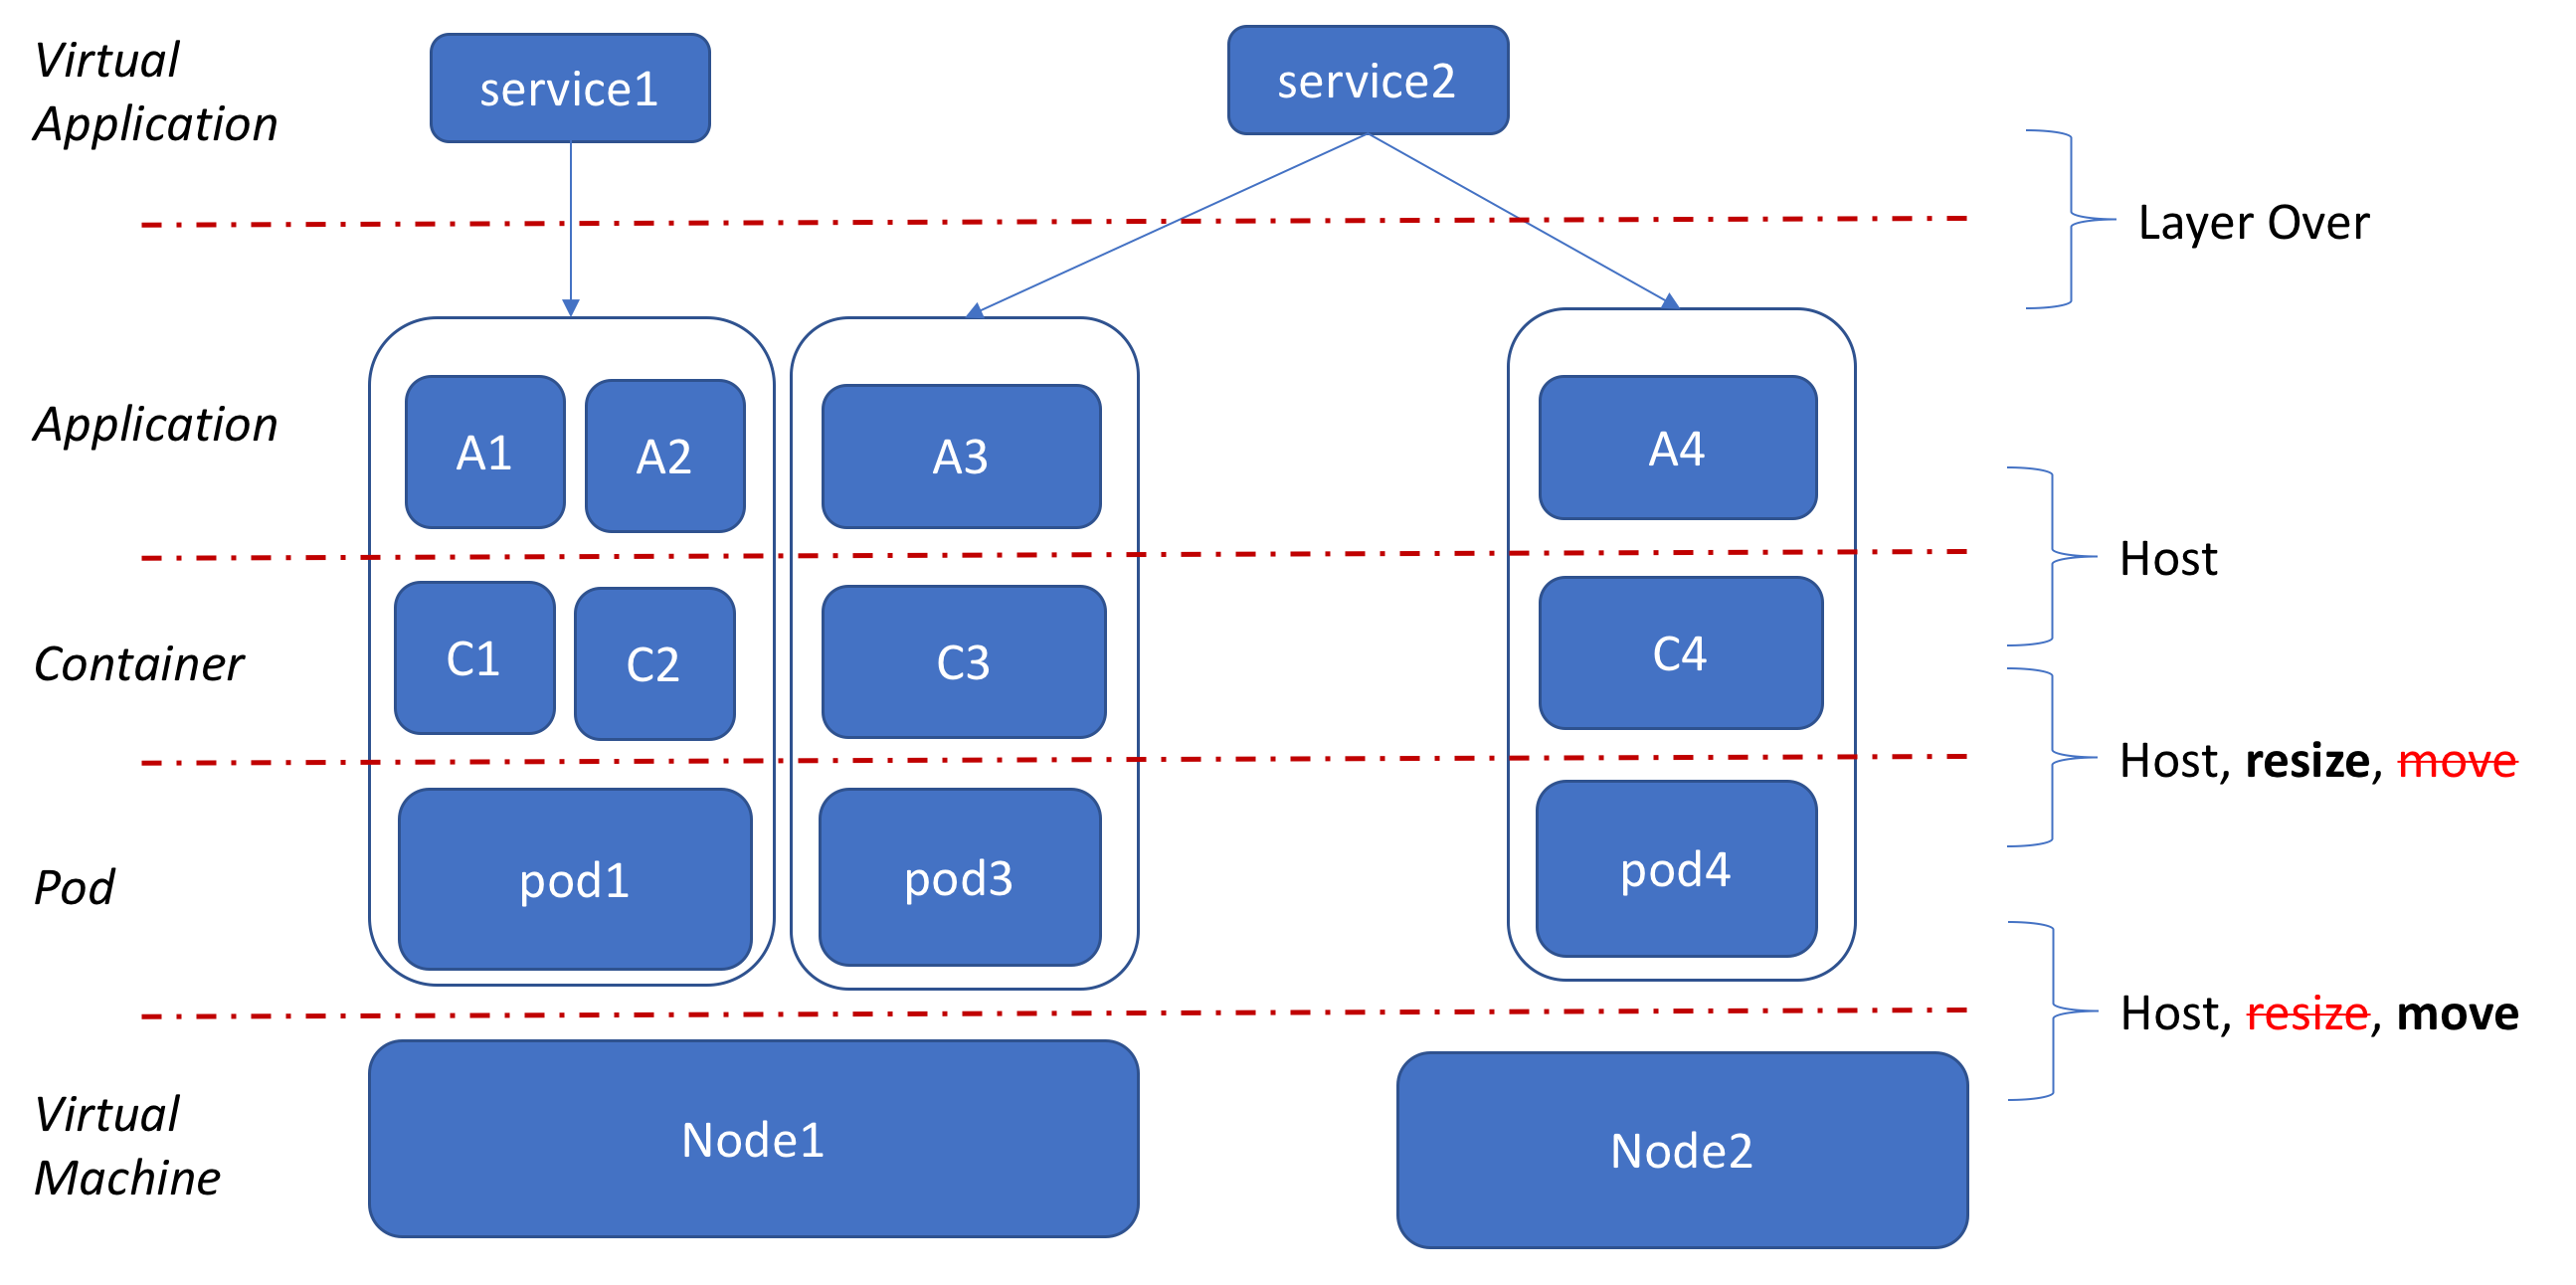 Virtual
Application
service1
service2
Layer Over
Application
A1
A2
A3
A4
Host
Container
C1
C2
C3
C4
Host, resize, move
Pod
pod1
pod3
pod4
Host, resize, move
Virtual
Machine
Node1
Node2